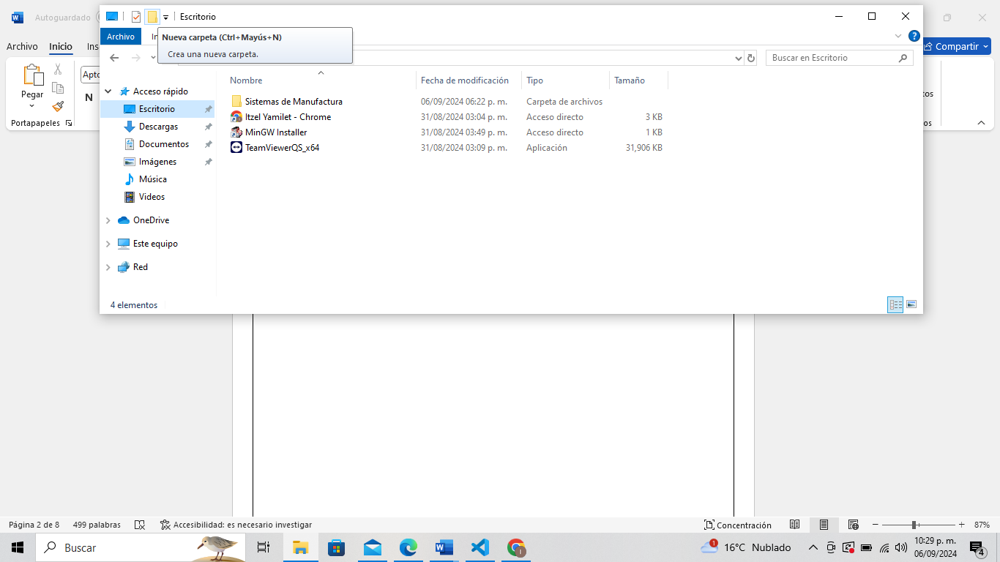 Autoguardado
Escritorio
Archivo
Inicio
Ins
Archivo
In
Nueva carpeta (Ctrl+Mayús+N)
Crea una nueva carpeta.
Buscar en Escritorio
Compartir
Pegar
Apto
N
Portapapeles
tos
os
Nombre
Fecha de modificación
Tipo
Tamaño
Acceso rápido
Escritorio
Descargas
Documentos
Imágenes
Música
Videos
OneDrive
Este equipo
Red
Sistemas de Manufactura 06/09/2024 06:22 p. m. Carpeta de archivos
Itzel Yamilet - Chrome 31/08/2024 03:04 p. m. Acceso directo 3 KB
MinGW Installer 31/08/2024 03:49 p. m. Acceso directo 1 KB
TeamViewerQS_x64 31/08/2024 03:09 p. m. Aplicación 31,906 KB
4 elementos
Página 2 de 8 499 palabras Accesibilidad: es necesario investigar Concentración 87%
Buscar
1
16°C Nublado
10:29 p. m.
06/09/2024
4